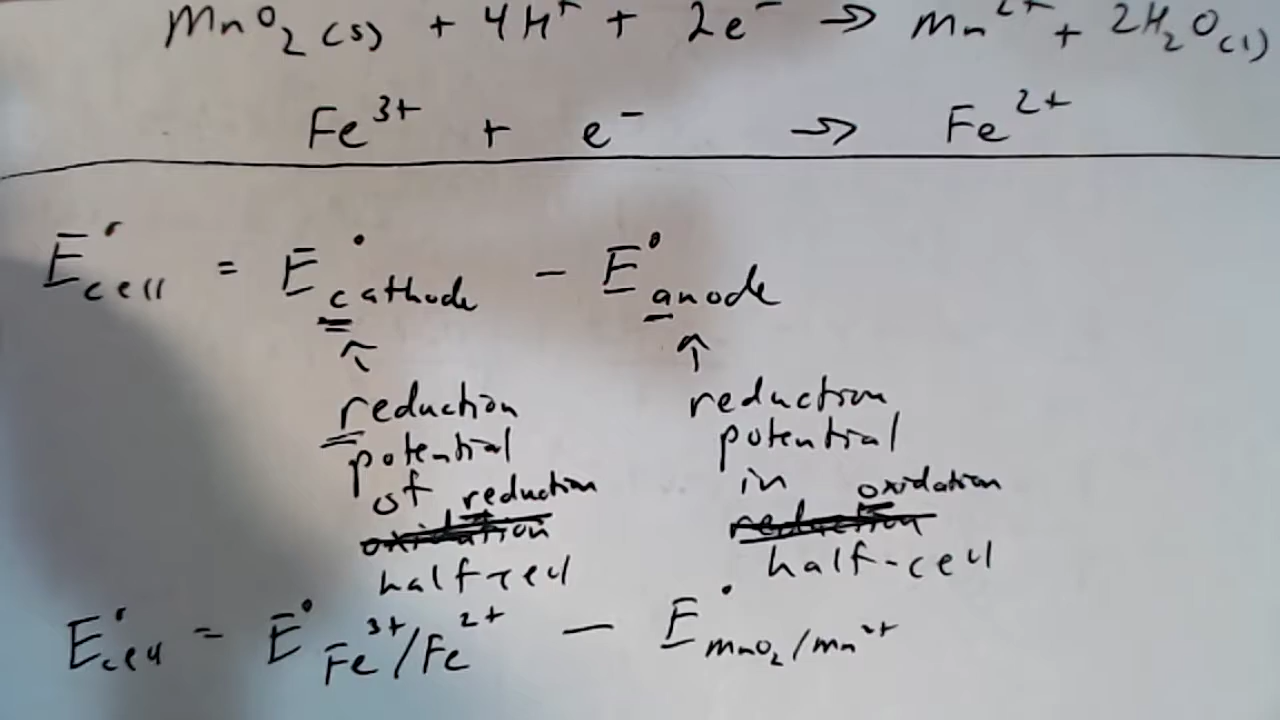 MnO₂(s) + 4H⁺ + 2e⁻ → Mn²⁺ + 2H₂O(l)
Fe³⁺ + e⁻ → Fe²⁺
E°cell = E°cathode − E°anode
↑ ↑
reduction reduction
potential potential
of reduction in oxidation
oxidation reduction
half-cell half-cell
E°cell = E°Fe³⁺/Fe²⁺ − E°MnO₂/Mn²⁺